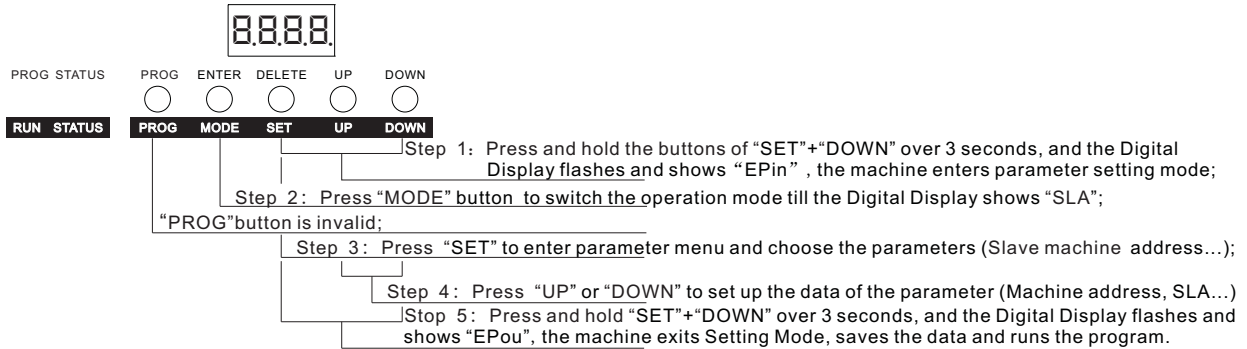 8.8.8.8.
PROG STATUS PROG ENTER DELETE UP DOWN
RUN STATUS PROG MODE SET UP DOWN
Step 1: Press and hold the buttons of “SET”+“DOWN” over 3 seconds, and the Digital
Display flashes and shows “EPin”, the machine enters parameter setting mode;
Step 2: Press “MODE” button to switch the operation mode till the Digital Display shows “SLA”;
“PROG”button is invalid;
Step 3: Press “SET” to enter parameter menu and choose the parameters (Slave machine address...);
Step 4: Press “UP” or “DOWN” to set up the data of the parameter (Machine address, SLA...)
Stop 5: Press and hold “SET”+“DOWN” over 3 seconds, and the Digital Display flashes and
shows “EPou”, the machine exits Setting Mode, saves the data and runs the program.